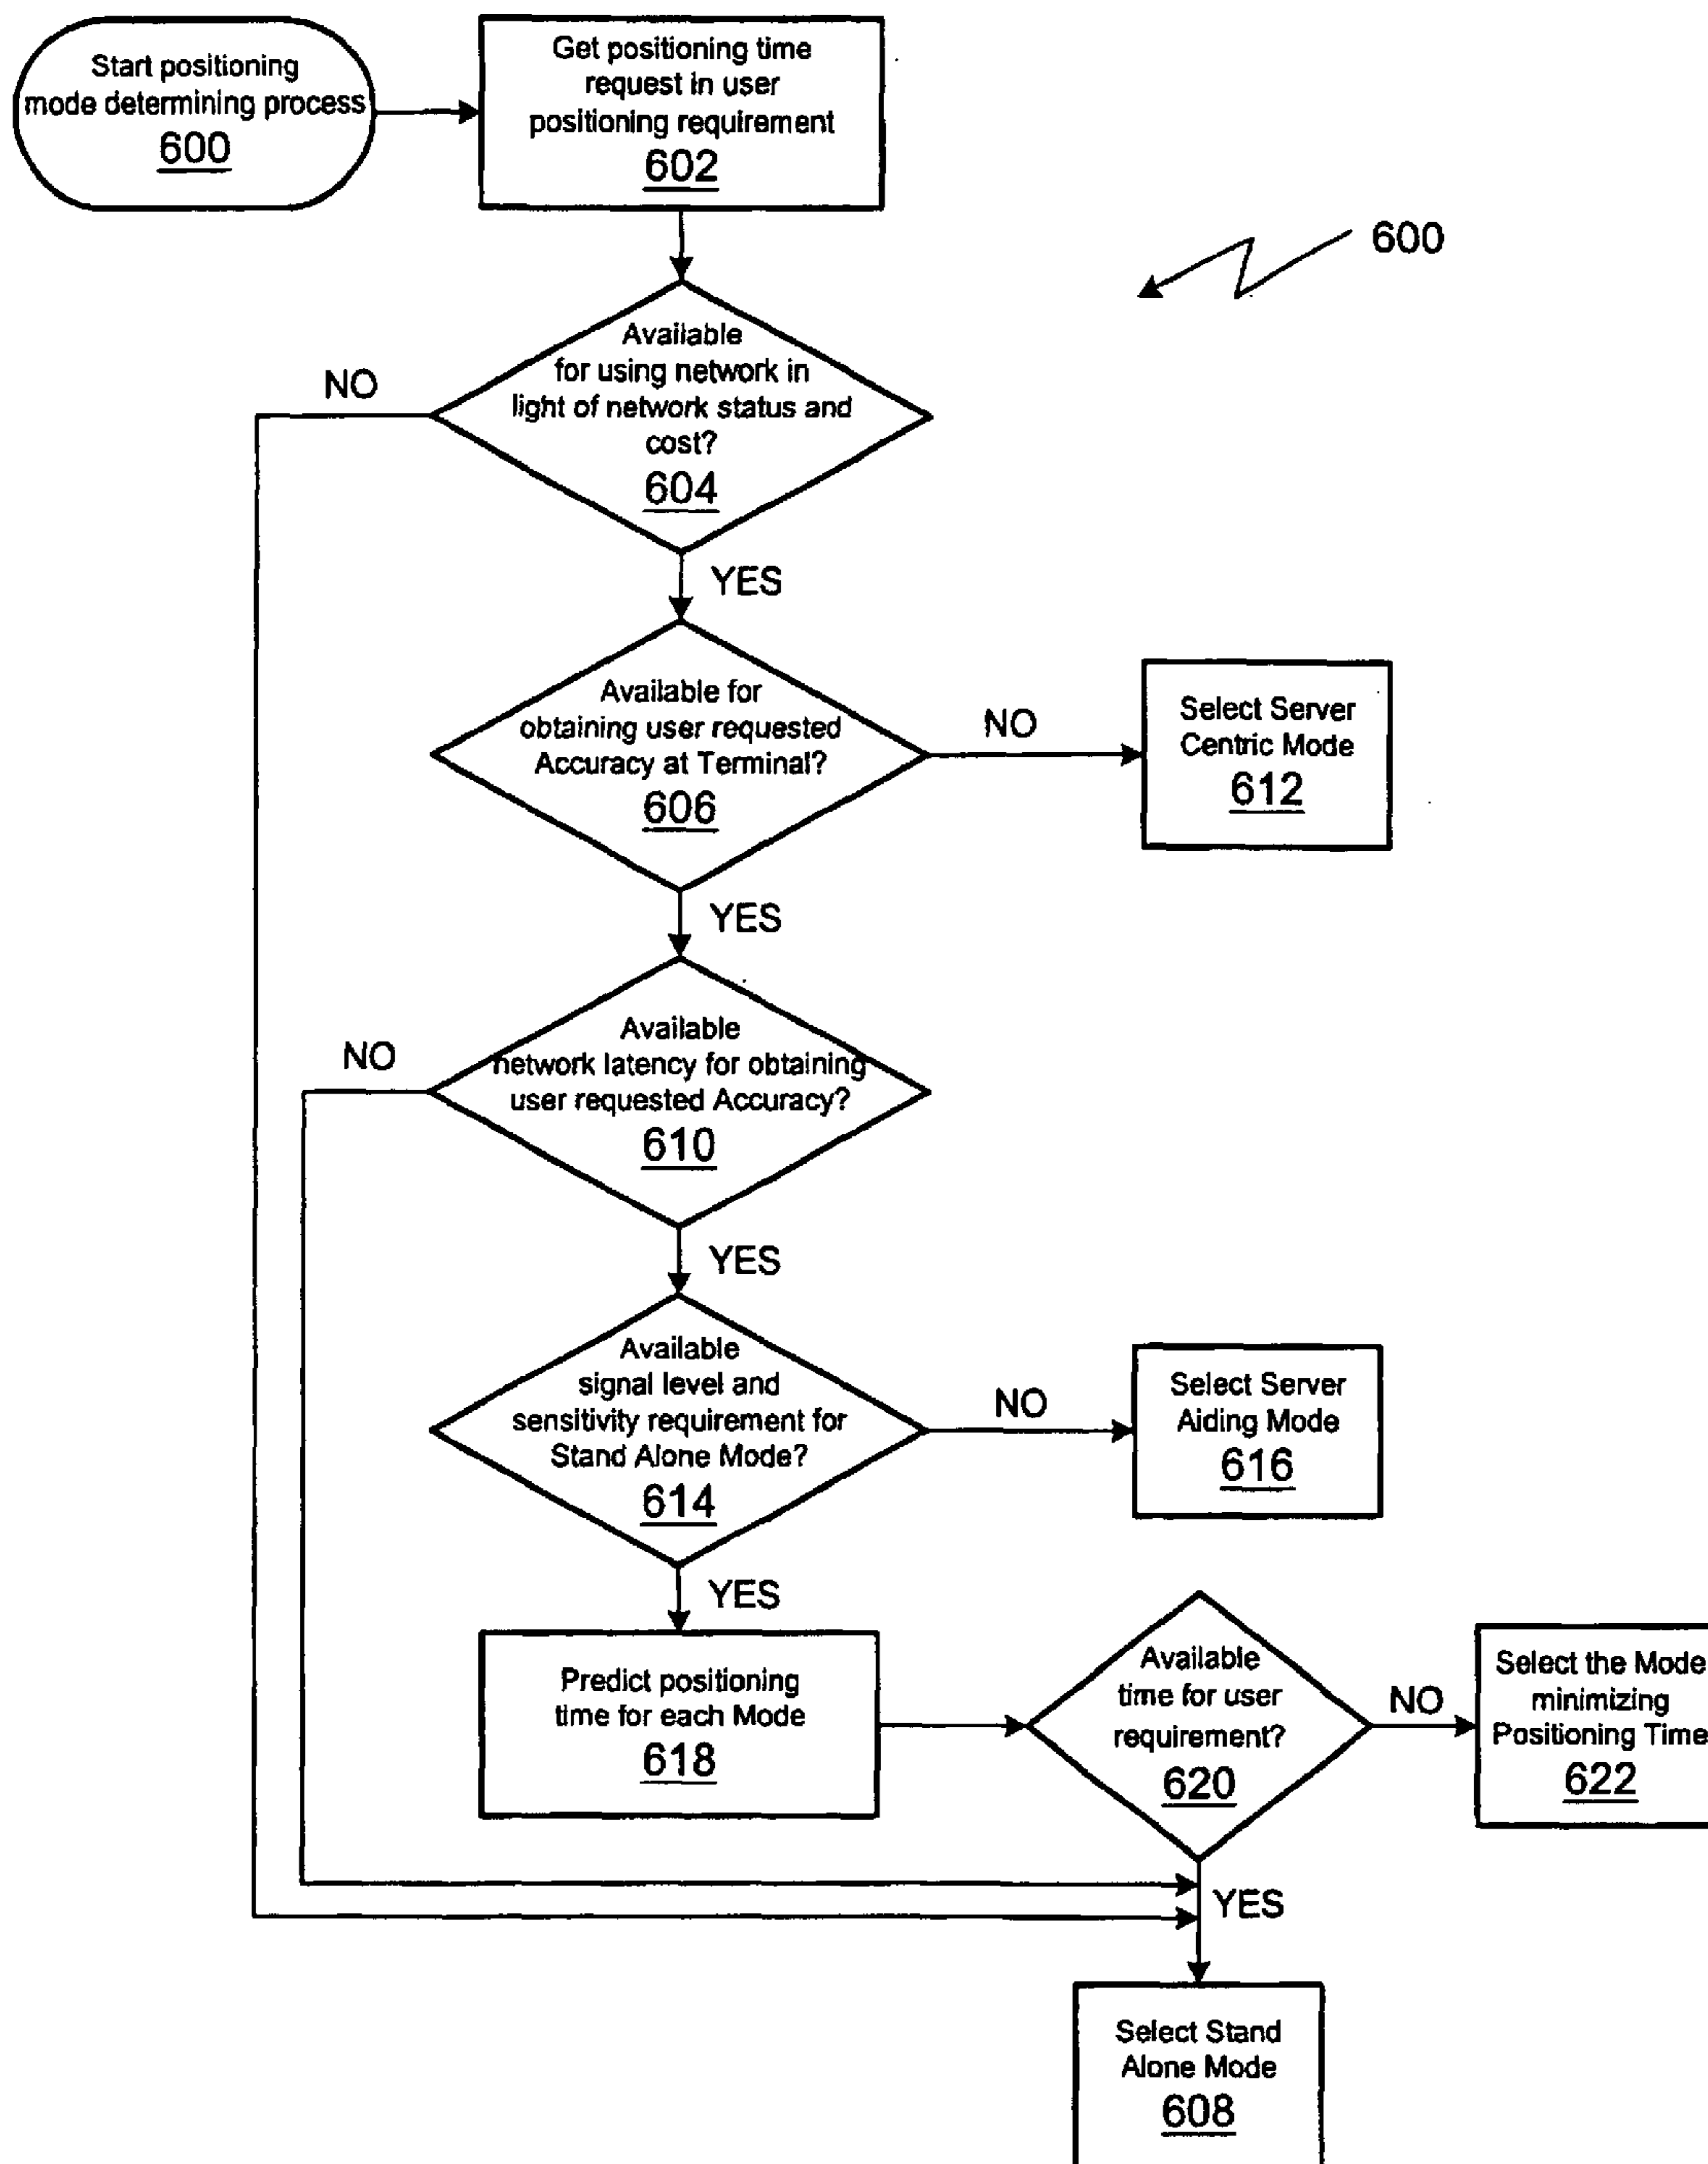 Start positioning
mode determining process
600
Get positioning time
request in user
positioning requirement
602
600
Available
for using network in
light of network status and
cost?
604
NO
YES
Available for
obtaining user requested
Accuracy at Terminal?
606
NO
Select Server
Centric Mode
612
YES
Available
network latency for obtaining
user requested Accuracy?
610
NO
YES
Available
signal level and
sensitivity requirement for
Stand Alone Mode?
614
NO
Select Server
Aiding Mode
616
YES
Predict positioning
time for each Mode
618
Available
time for user
requirement?
620
NO
Select the Mode
minimizing
Positioning Time
622
YES
Select Stand
Alone Mode
608